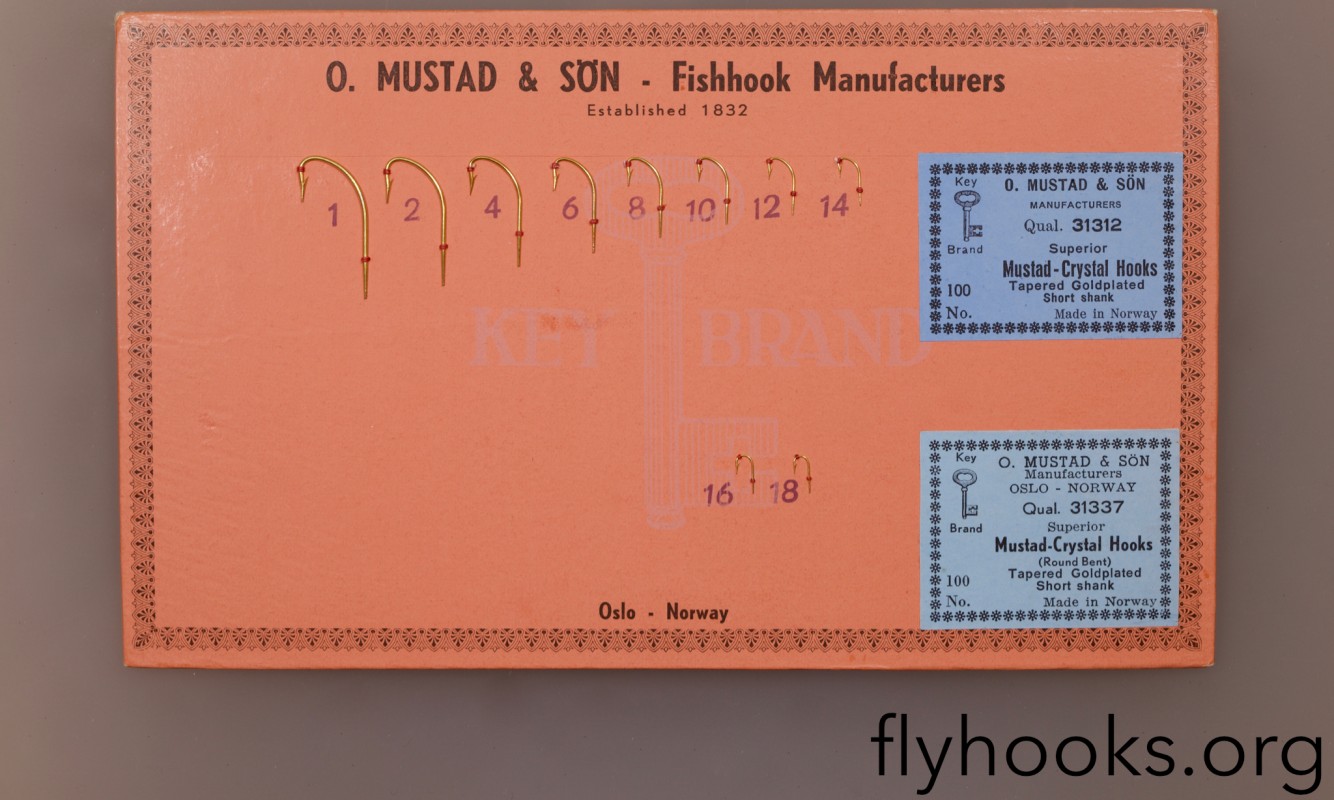 O. MUSTAD & SÖN - Fishhook Manufacturers
Established 1832
1 2 4 6 8 10 12 14
KEY BRAND
16 18
Oslo - Norway
Key
Brand
O. MUSTAD & SÖN
MANUFACTURERS
Qual. 31312
Superior
Mustad-Crystal Hooks
Tapered Goldplated
Short shank
100
No.
Made in Norway
Key
Brand
O. MUSTAD & SÖN
Manufacturers
OSLO - NORWAY
Qual. 31337
Superior
Mustad-Crystal Hooks
(Round Bent)
Tapered Goldplated
Short shank
100
No.
Made in Norway
flyhooks.org